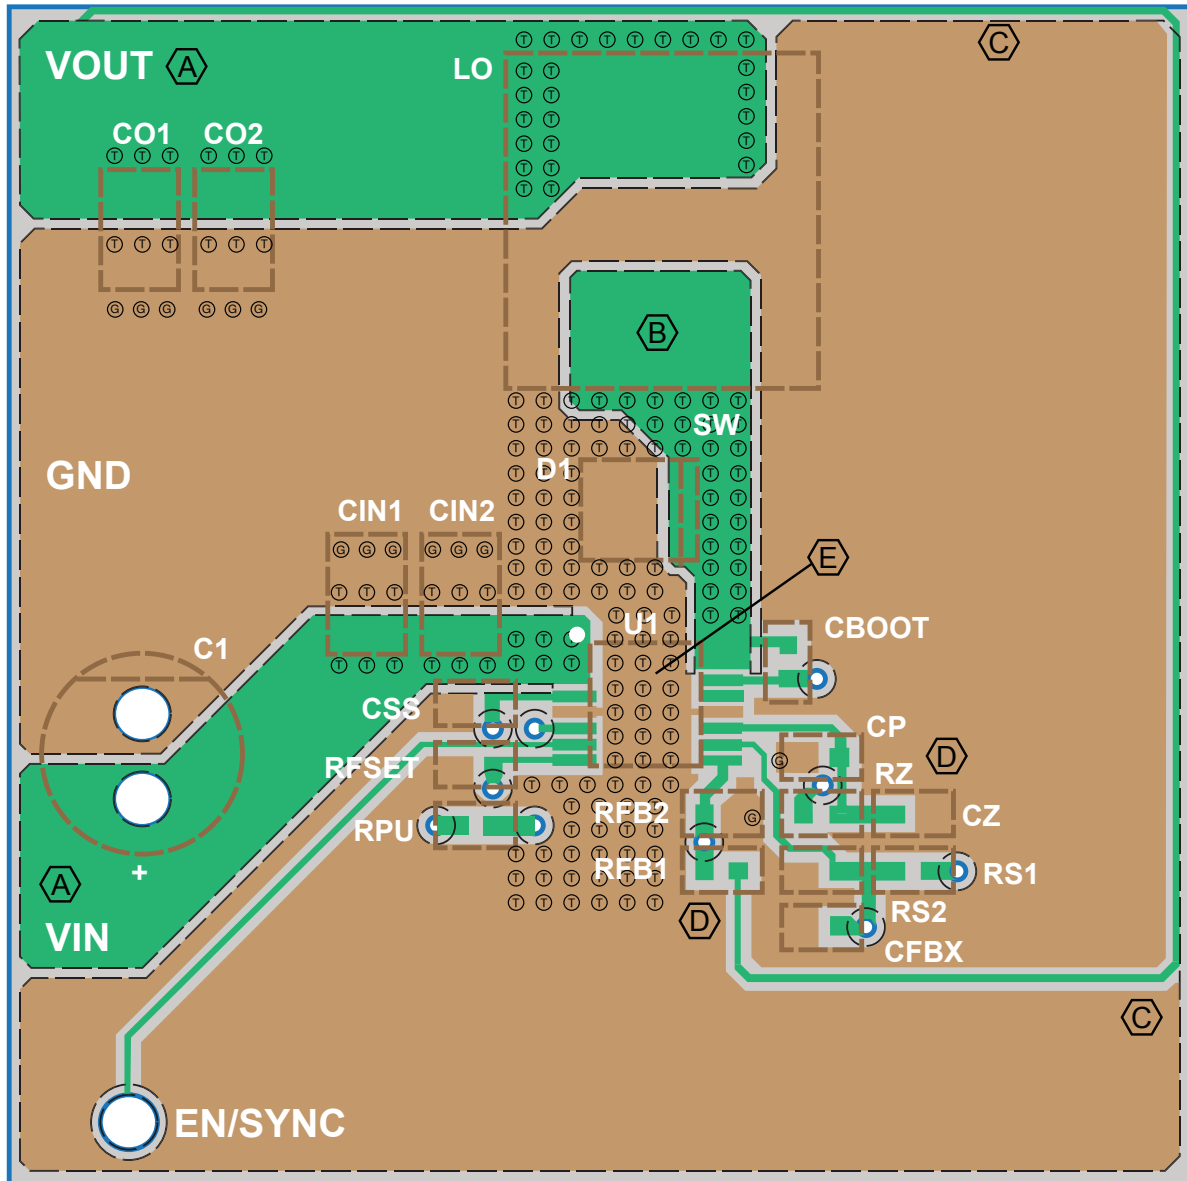 VOUT A
C
LO
CO1 CO2
T T T T T T T T T
B
SW
GND
D1
CIN1 CIN2
G G G G G G
E
U1
CBOOT
C1
CSS
CP
RFSET
RZ
D
RFB2
G
CZ
RPU
RFB1
RS1
+
A
RS2
D
CFBX
VIN
C
EN/SYNC